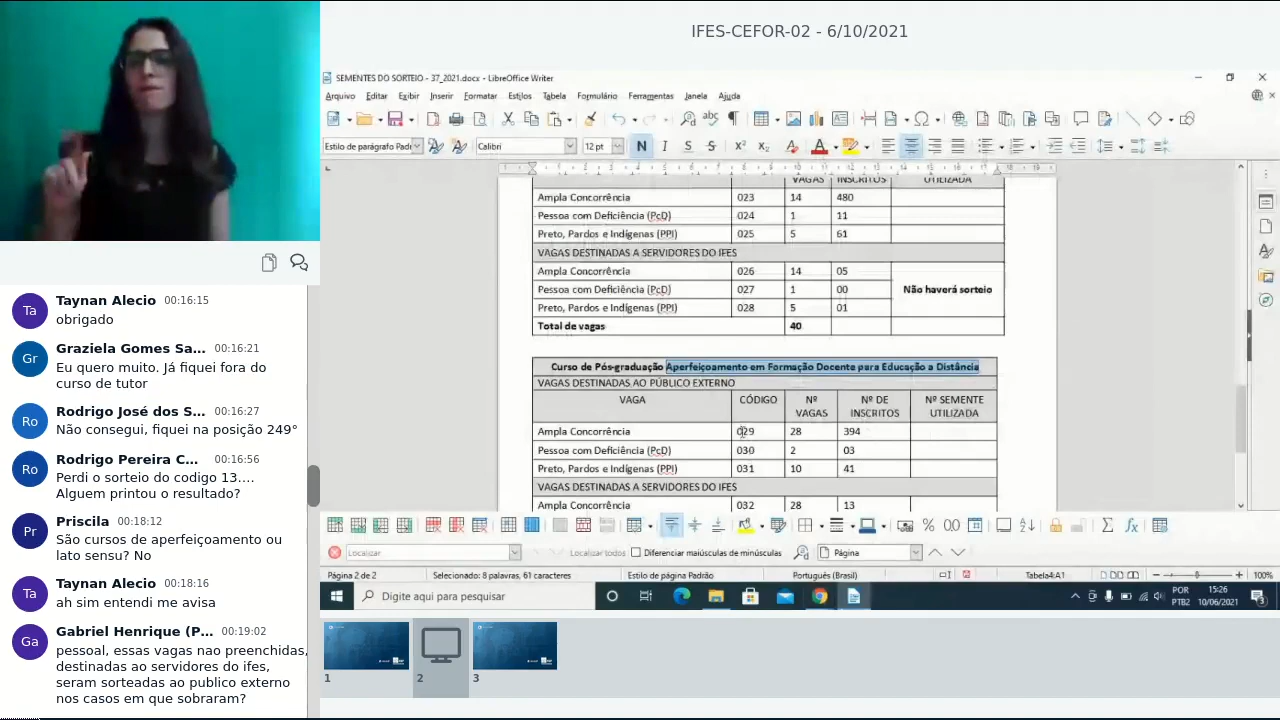 IFES-CEFOR-02 - 6/10/2021
SEMENTES DO SORTEIO - 37_2021.docx - LibreOffice Writer
Arquivo Editar Exibir Inserir Formatar Estilos Tabela Formulário Ferramentas Janela Ajuda
Estilo de parágrafo Padr Calibri 12 pt
VAGAS INSCRITOS UTILIZADA
Ampla Concorrência 023 14 480
Pessoa com Deficiência (PcD) 024 1 11
Preto, Pardos e Indígenas (PPI) 025 5 61
VAGAS DESTINADAS A SERVIDORES DO IFES
Ampla Concorrência 026 14 05
Pessoa com Deficiência (PcD) 027 1 00 Não haverá sorteio
Preto, Pardos e Indígenas (PPI) 028 5 01
Total de vagas 40
Curso de Pós-graduação Aperfeiçoamento em Formação Docente para Educação a Distância
VAGAS DESTINADAS AO PÚBLICO EXTERNO
VAGA CÓDIGO Nº VAGAS Nº DE INSCRITOS Nº SEMENTE UTILIZADA
Ampla Concorrência 029 28 394
Pessoa com Deficiência (PcD) 030 2 03
Preto, Pardos e Indígenas (PPI) 031 10 41
VAGAS DESTINADAS A SERVIDORES DO IFES
Ampla Concorrência 032 28 13
Localizar Localizar todos Diferenciar maiúsculas de minúsculas Página
Página 2 de 2 Selecionado: 8 palavras, 61 caracteres Estilo de página Padrão Português (Brasil) Tabela4:A1 100%
Digite aqui para pesquisar
POR
PTB2
15:26
10/06/2021
3
1 2 3
Ta Taynan Alecio 00:16:15
obrigado
Gr Graziela Gomes Sa... 00:16:21
Eu quero muito. Já fiquei fora do
curso de tutor
Ro Rodrigo José dos S... 00:16:27
Não consegui, fiquei na posição 249°
Ro Rodrigo Pereira C... 00:16:56
Perdi o sorteio do codigo 13....
Alguem printou o resultado?
Pr Priscila 00:18:12
São cursos de aperfeiçoamento ou
lato sensu? No
Ta Taynan Alecio 00:18:16
ah sim entendi me avisa
Ga Gabriel Henrique (P... 00:19:02
pessoal, essas vagas nao preenchidas,
destinadas ao servidores do ifes,
seram sorteadas ao publico externo
nos casos em que sobraram?